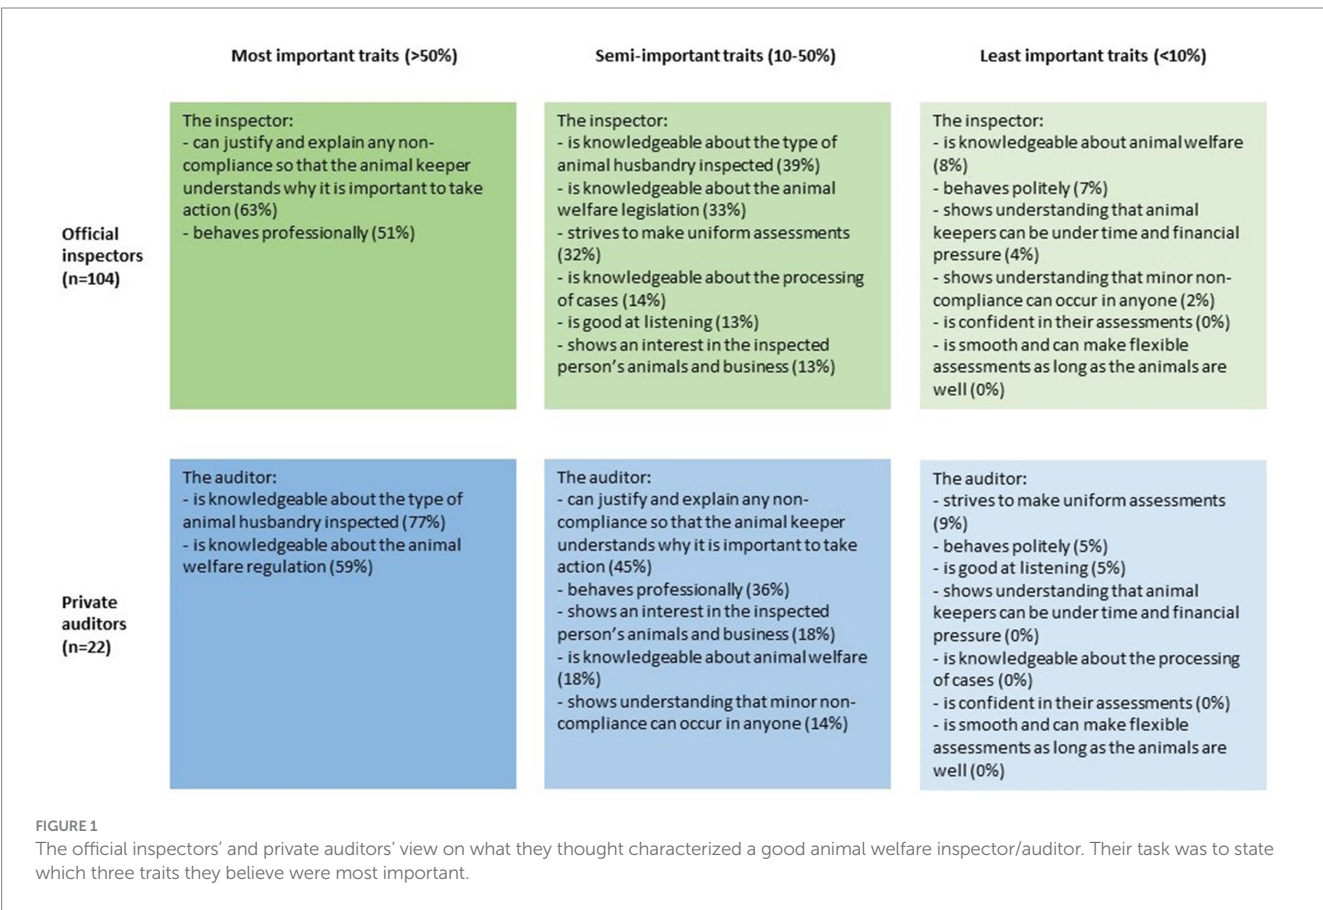 Most important traits (>50%)
Semi-important traits (10-50%)
Least important traits (<10%)
Official
inspectors
(n=104)
The inspector:
- can justify and explain any non-
compliance so that the animal keeper
understands why it is important to take
action (63%)
- behaves professionally (51%)
The inspector:
- is knowledgeable about the type of
animal husbandry inspected (39%)
- is knowledgeable about the animal
welfare legislation (33%)
- strives to make uniform assessments
(32%)
- is knowledgeable about the processing
of cases (14%)
- is good at listening (13%)
- shows an interest in the inspected
person's animals and business (13%)
The inspector:
- is knowledgeable about animal welfare
(8%)
- behaves politely (7%)
- shows understanding that animal
keepers can be under time and financial
pressure (4%)
- shows understanding that minor non-
compliance can occur in anyone (2%)
- is confident in their assessments (0%)
- is smooth and can make flexible
assessments as long as the animals are
well (0%)
Private
auditors
(n=22)
The auditor:
- is knowledgeable about the type of
animal husbandry inspected (77%)
- is knowledgeable about the animal
welfare regulation (59%)
The auditor:
- can justify and explain any non-
compliance so that the animal keeper
understands why it is important to take
action (45%)
- behaves professionally (36%)
- shows an interest in the inspected
person's animals and business (18%)
- is knowledgeable about animal welfare
(18%)
- shows understanding that minor non-
compliance can occur in anyone (14%)
The auditor:
- strives to make uniform assessments
(9%)
- behaves politely (5%)
- is good at listening (5%)
- shows understanding that animal
keepers can be under time and financial
pressure (0%)
- is knowledgeable about the processing
of cases (0%)
- is confident in their assessments (0%)
- is smooth and can make flexible
assessments as long as the animals are
well (0%)
FIGURE 1
The official inspectors' and private auditors' view on what they thought characterized a good animal welfare inspector/auditor. Their task was to state
which three traits they believe were most important.